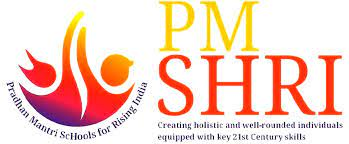 Pradhan Mantri ScHools for Rising India
PM
SHRI
Creating holistic and well-rounded individuals
equipped with key 21st Century skills